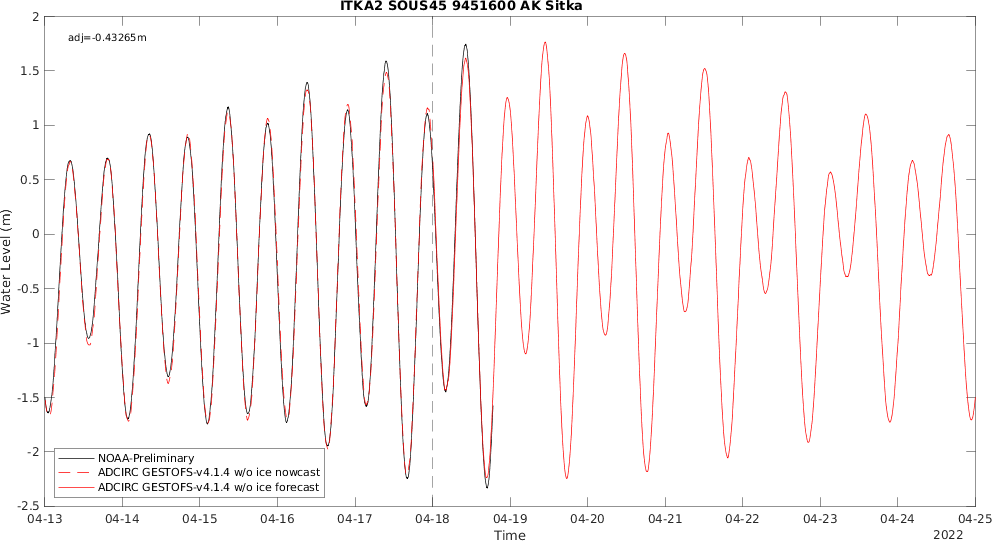 ITKA2 SOUS45 9451600 AK Sitka
adj=-0.43265m
2
1.5
1
0.5
0
-0.5
-1
-1.5
-2
-2.5
Water Level (m)
NOAA-Preliminary
ADCIRC GESTOFS-v4.1.4 w/o ice nowcast
ADCIRC GESTOFS-v4.1.4 w/o ice forecast
04-13 04-14 04-15 04-16 04-17 04-18 04-19 04-20 04-21 04-22 04-23 04-24 04-25
Time
2022